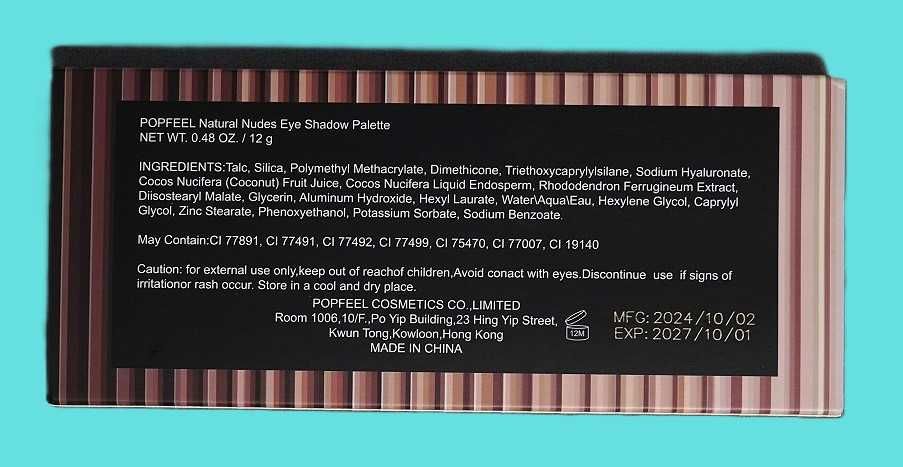 POPFEEL Natural Nudes Eye Shadow Palette
NET WT. 0.48 OZ. / 12 g
INGREDIENTS:Talc, Silica, Polymethyl Methacrylate, Dimethicone, Triethoxycaprylylsilane, Sodium Hyaluronate,
Cocos Nucifera (Coconut) Fruit Juice, Cocos Nucifera Liquid Endosperm, Rhododendron Ferrugineum Extract,
Diisostearyl Malate, Glycerin, Aluminum Hydroxide, Hexyl Laurate, Water\Aqua\Eau, Hexylene Glycol, Caprylyl
Glycol, Zinc Stearate, Phenoxyethanol, Potassium Sorbate, Sodium Benzoate.
May Contain:CI 77891, CI 77491, CI 77492, CI 77499, CI 75470, CI 77007, CI 19140
Caution: for external use only,keep out of reachof children,Avoid conact with eyes.Discontinue use if signs of
irritationor rash occur. Store in a cool and dry place.
POPFEEL COSMETICS CO.,LIMITED
Room 1006,10/F.,Po Yip Building,23 Hing Yip Street,
Kwun Tong,Kowloon,Hong Kong
MADE IN CHINA
12M
MFG: 2024/10/02
EXP: 2027/10/01